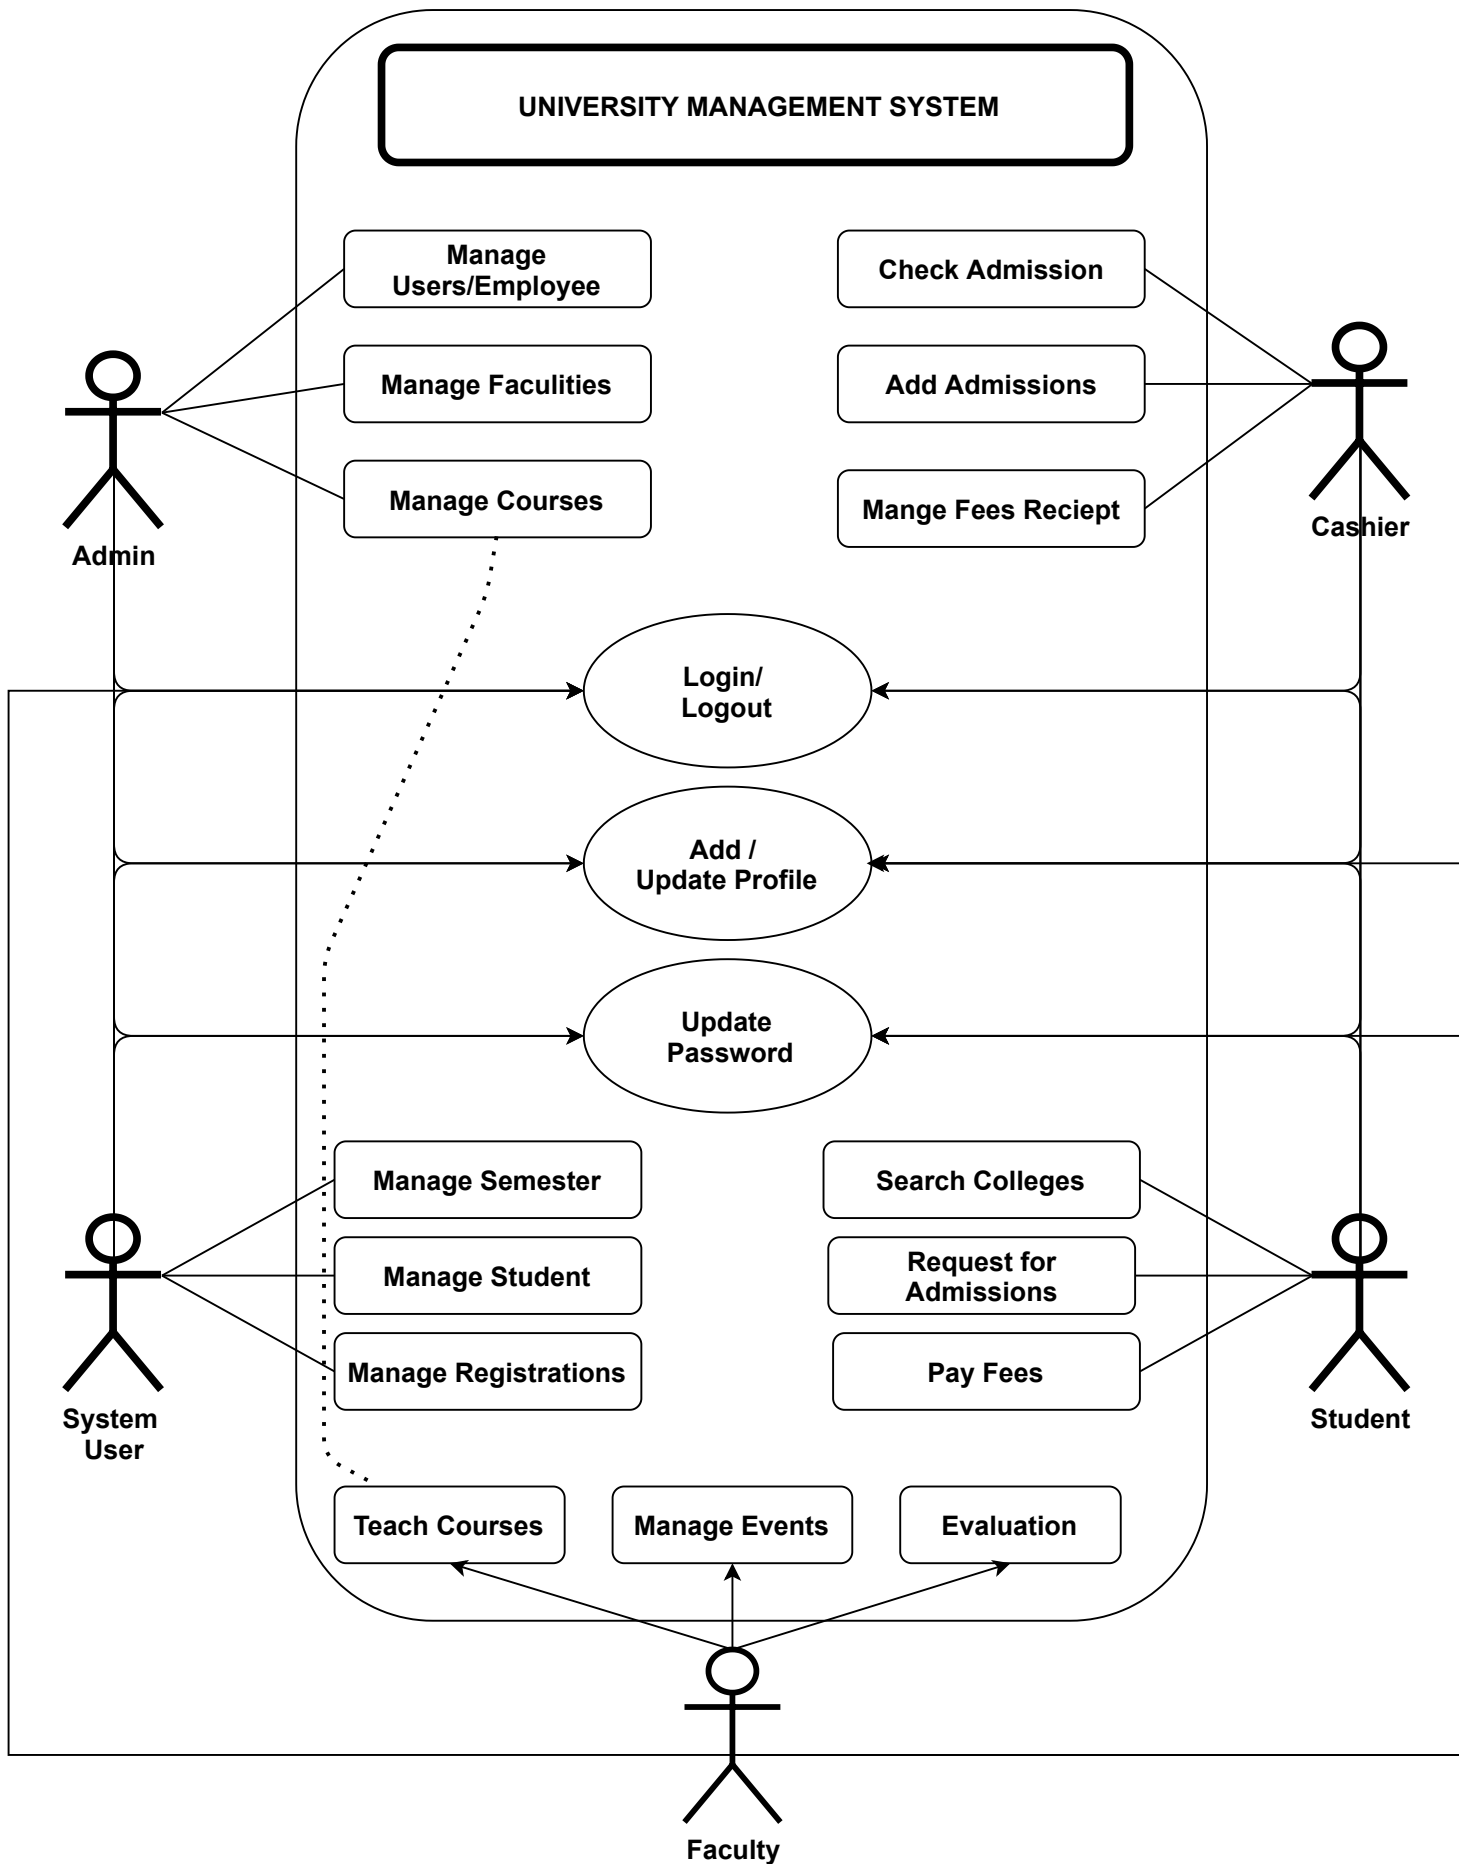 UNIVERSITY MANAGEMENT SYSTEM
Manage
Users/Employee
Check Admission
Manage Faculities
Add Admissions
Manage Courses
Mange Fees Reciept
Admin
Cashier
Login/
Logout
Add /
Update Profile
Update
Password
Manage Semester
Search Colleges
Manage Student
Request for
Admissions
Manage Registrations
Pay Fees
System
User
Student
Teach Courses
Manage Events
Evaluation
Faculty